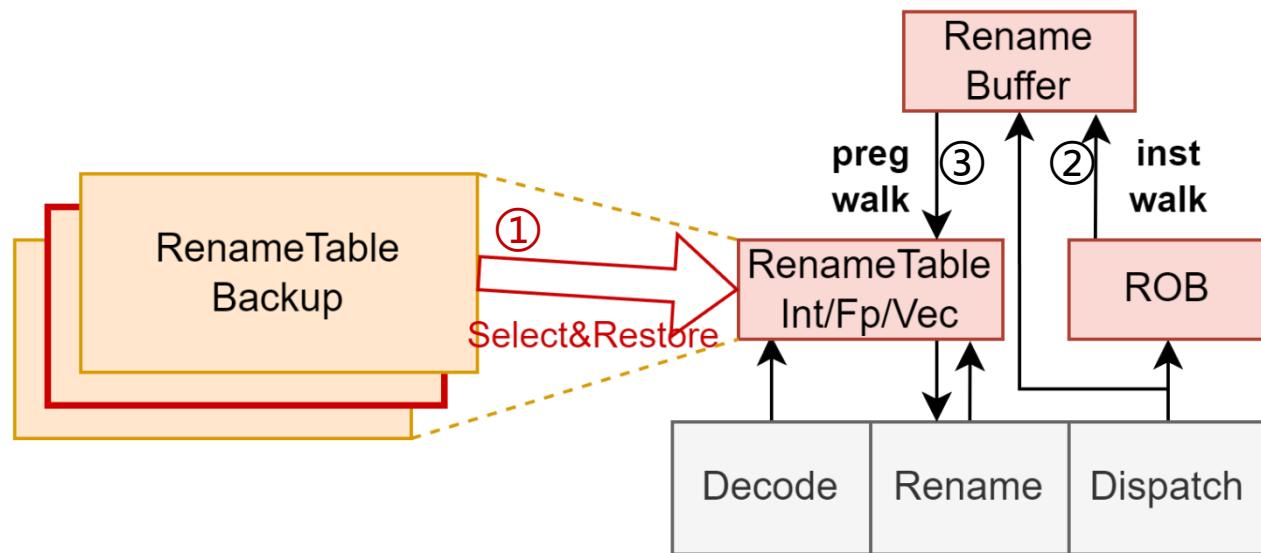 Rename
Buffer
preg
walk
③
②
inst
walk
①
RenameTable
Backup
Select&Restore
RenameTable
Int/Fp/Vec
ROB
Decode
Rename
Dispatch